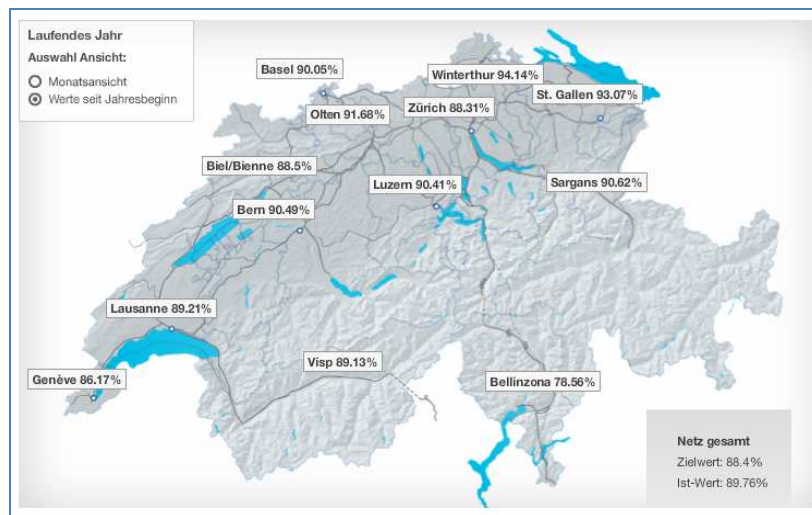 Laufendes Jahr
Auswahl Ansicht:
Monatsansicht
Werte seit Jahresbeginn
Basel 90.05%
Winterthur 94.14%
St. Gallen 93.07%
Olten 91.68%
Zürich 88.31%
Biel/Bienne 88.5%
Luzern 90.41%
Sargans 90.62%
Bern 90.49%
Lausanne 89.21%
Visp 89.13%
Genève 86.17%
Bellinzona 78.56%
Netz gesamt
Zielwert: 88.4%
Ist-Wert: 89.76%